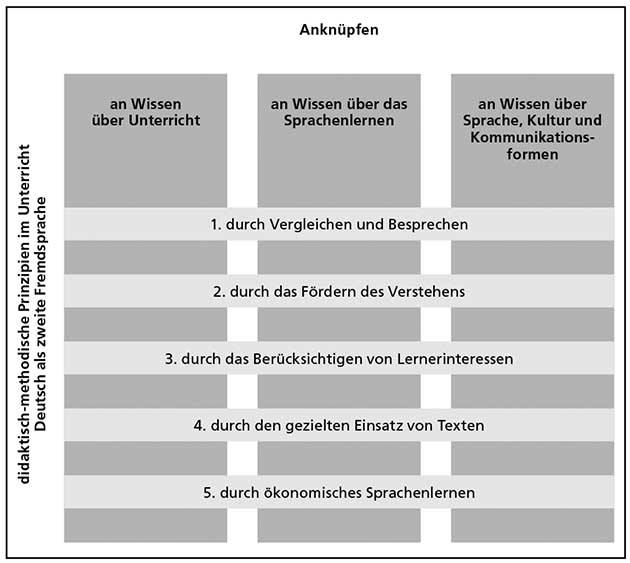 Anknüpfen
an Wissen
über Unterricht
an Wissen über das
Sprachenlernen
an Wissen über
Sprache, Kultur und
Kommunikations-
formen
didaktisch-methodische Prinzipien im Unterricht
Deutsch als zweite Fremdsprache
1. durch Vergleichen und Besprechen
2. durch das Fördern des Verstehens
3. durch das Berücksichtigen von Lernerinteressen
4. durch den gezielten Einsatz von Texten
5. durch ökonomisches Sprachenlernen